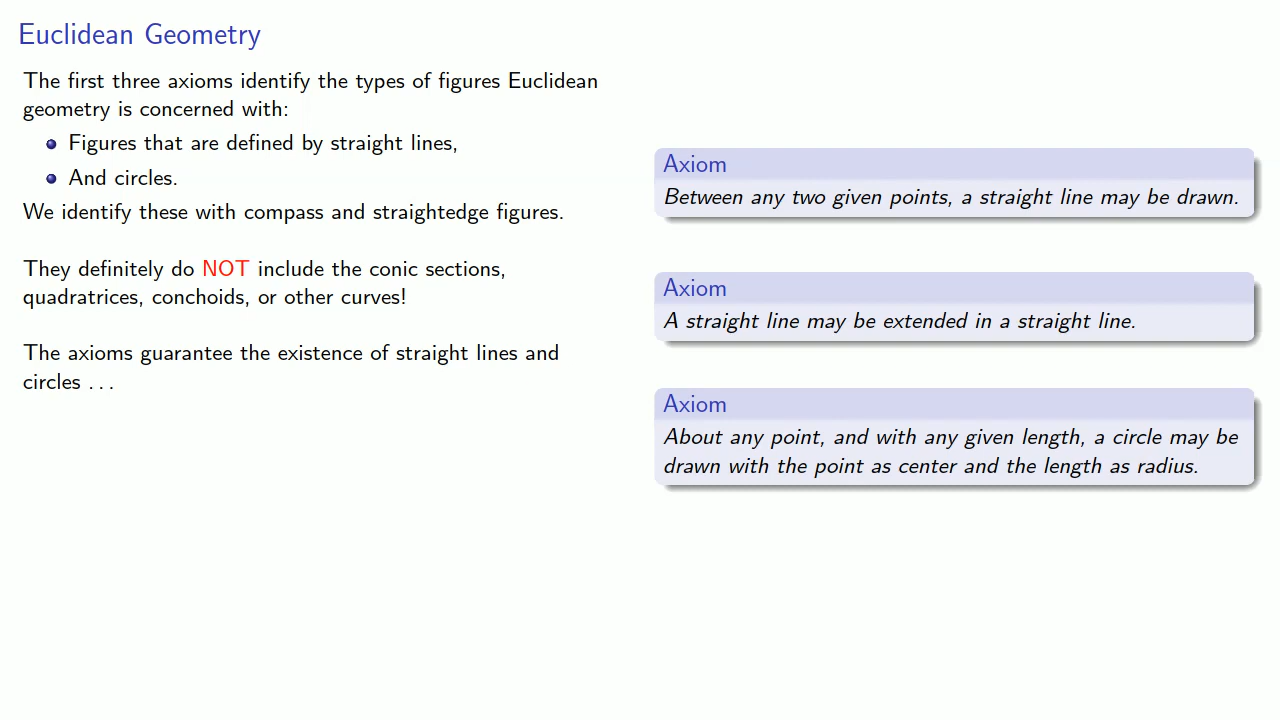 Euclidean Geometry
The first three axioms identify the types of figures Euclidean
geometry is concerned with:
Figures that are defined by straight lines,
And circles.
We identify these with compass and straightedge figures.
They definitely do NOT include the conic sections,
quadratrices, conchoids, or other curves!
The axioms guarantee the existence of straight lines and
circles . . .
Axiom
Between any two given points, a straight line may be drawn.
Axiom
A straight line may be extended in a straight line.
Axiom
About any point, and with any given length, a circle may be
drawn with the point as center and the length as radius.